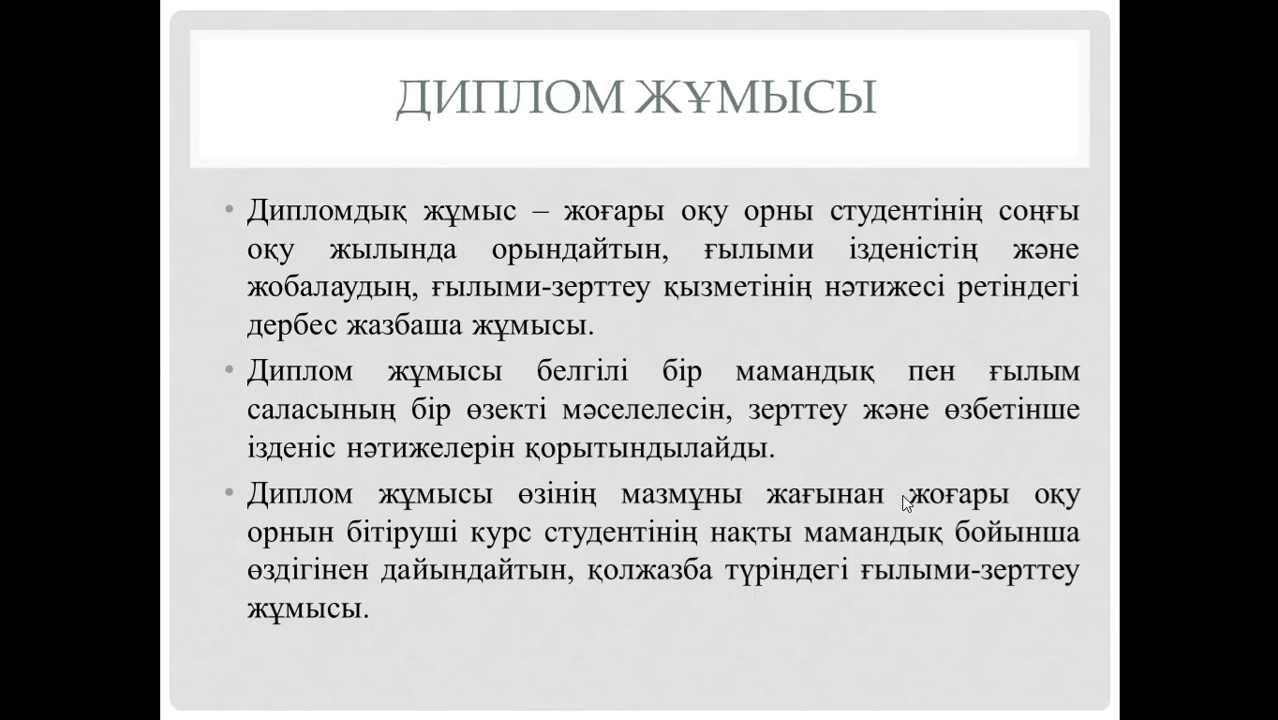 ДИПЛОМ ЖҰМЫСЫ
• Дипломдық жұмыс – жоғары оқу орны студентінің соңғы
оқу жылында орындайтын, ғылыми ізденістің және
жобалаудың, ғылыми-зерттеу қызметінің нәтижесі ретіндегі
дербес жазбаша жұмысы.
• Диплом жұмысы белгілі бір мамандық пен ғылым
саласының бір өзекті мәселелесін, зерттеу және өзбетінше
ізденіс нәтижелерін қорытындылайды.
• Диплом жұмысы өзінің мазмұны жағынан жоғары оқу
орнын бітіруші курс студентінің нақты мамандық бойынша
өздігінен дайындайтын, қолжазба түріндегі ғылыми-зерттеу
жұмысы.